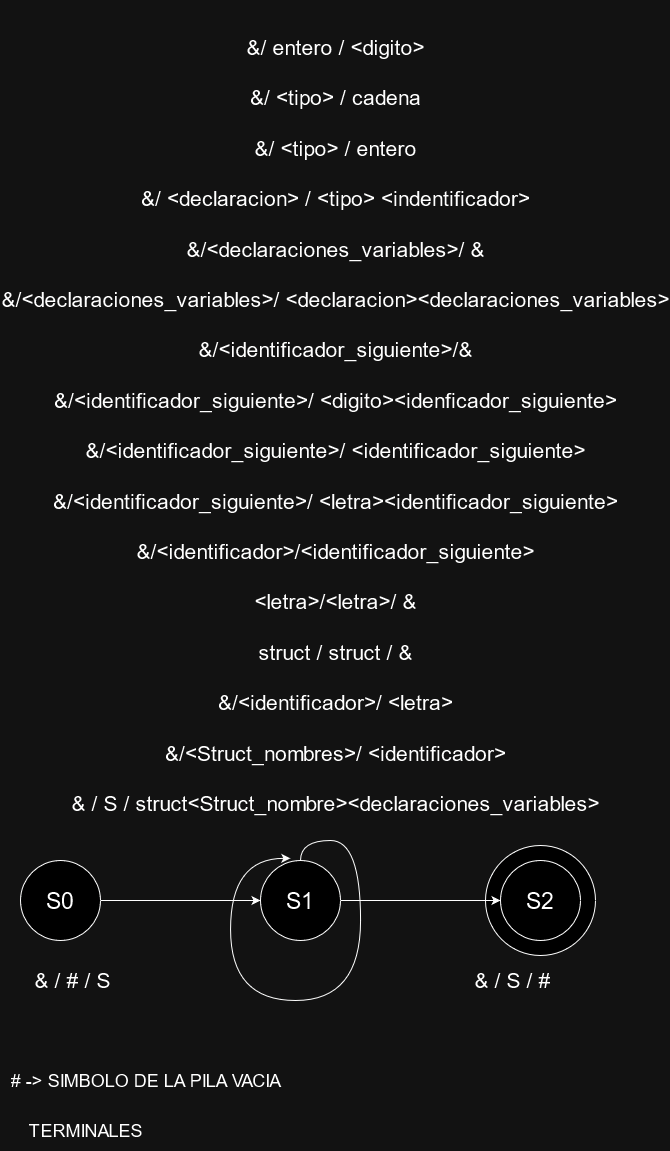 &/ entero / <digito>
&/ <tipo> / cadena
&/ <tipo> / entero
&/ <declaracion> / <tipo> <indentificador>
&/<declaraciones_variables>/ &
&/<declaraciones_variables>/ <declaracion><declaraciones_variables>
&/<identificador_siguiente>/&
&/<identificador_siguiente>/ <digito><idenficador_siguiente>
&/<identificador_siguiente>/ <identificador_siguiente>
&/<identificador_siguiente>/ <letra><identificador_siguiente>
&/<identificador>/<identificador_siguiente>
<letra>/<letra>/ &
struct / struct / &
&/<identificador>/ <letra>
&/<Struct_nombres>/ <identificador>
& / S / struct<Struct_nombre><declaraciones_variables>
S0 S1 S2
& / # / S & / S / #
# -> SIMBOLO DE LA PILA VACIA
TERMINALES